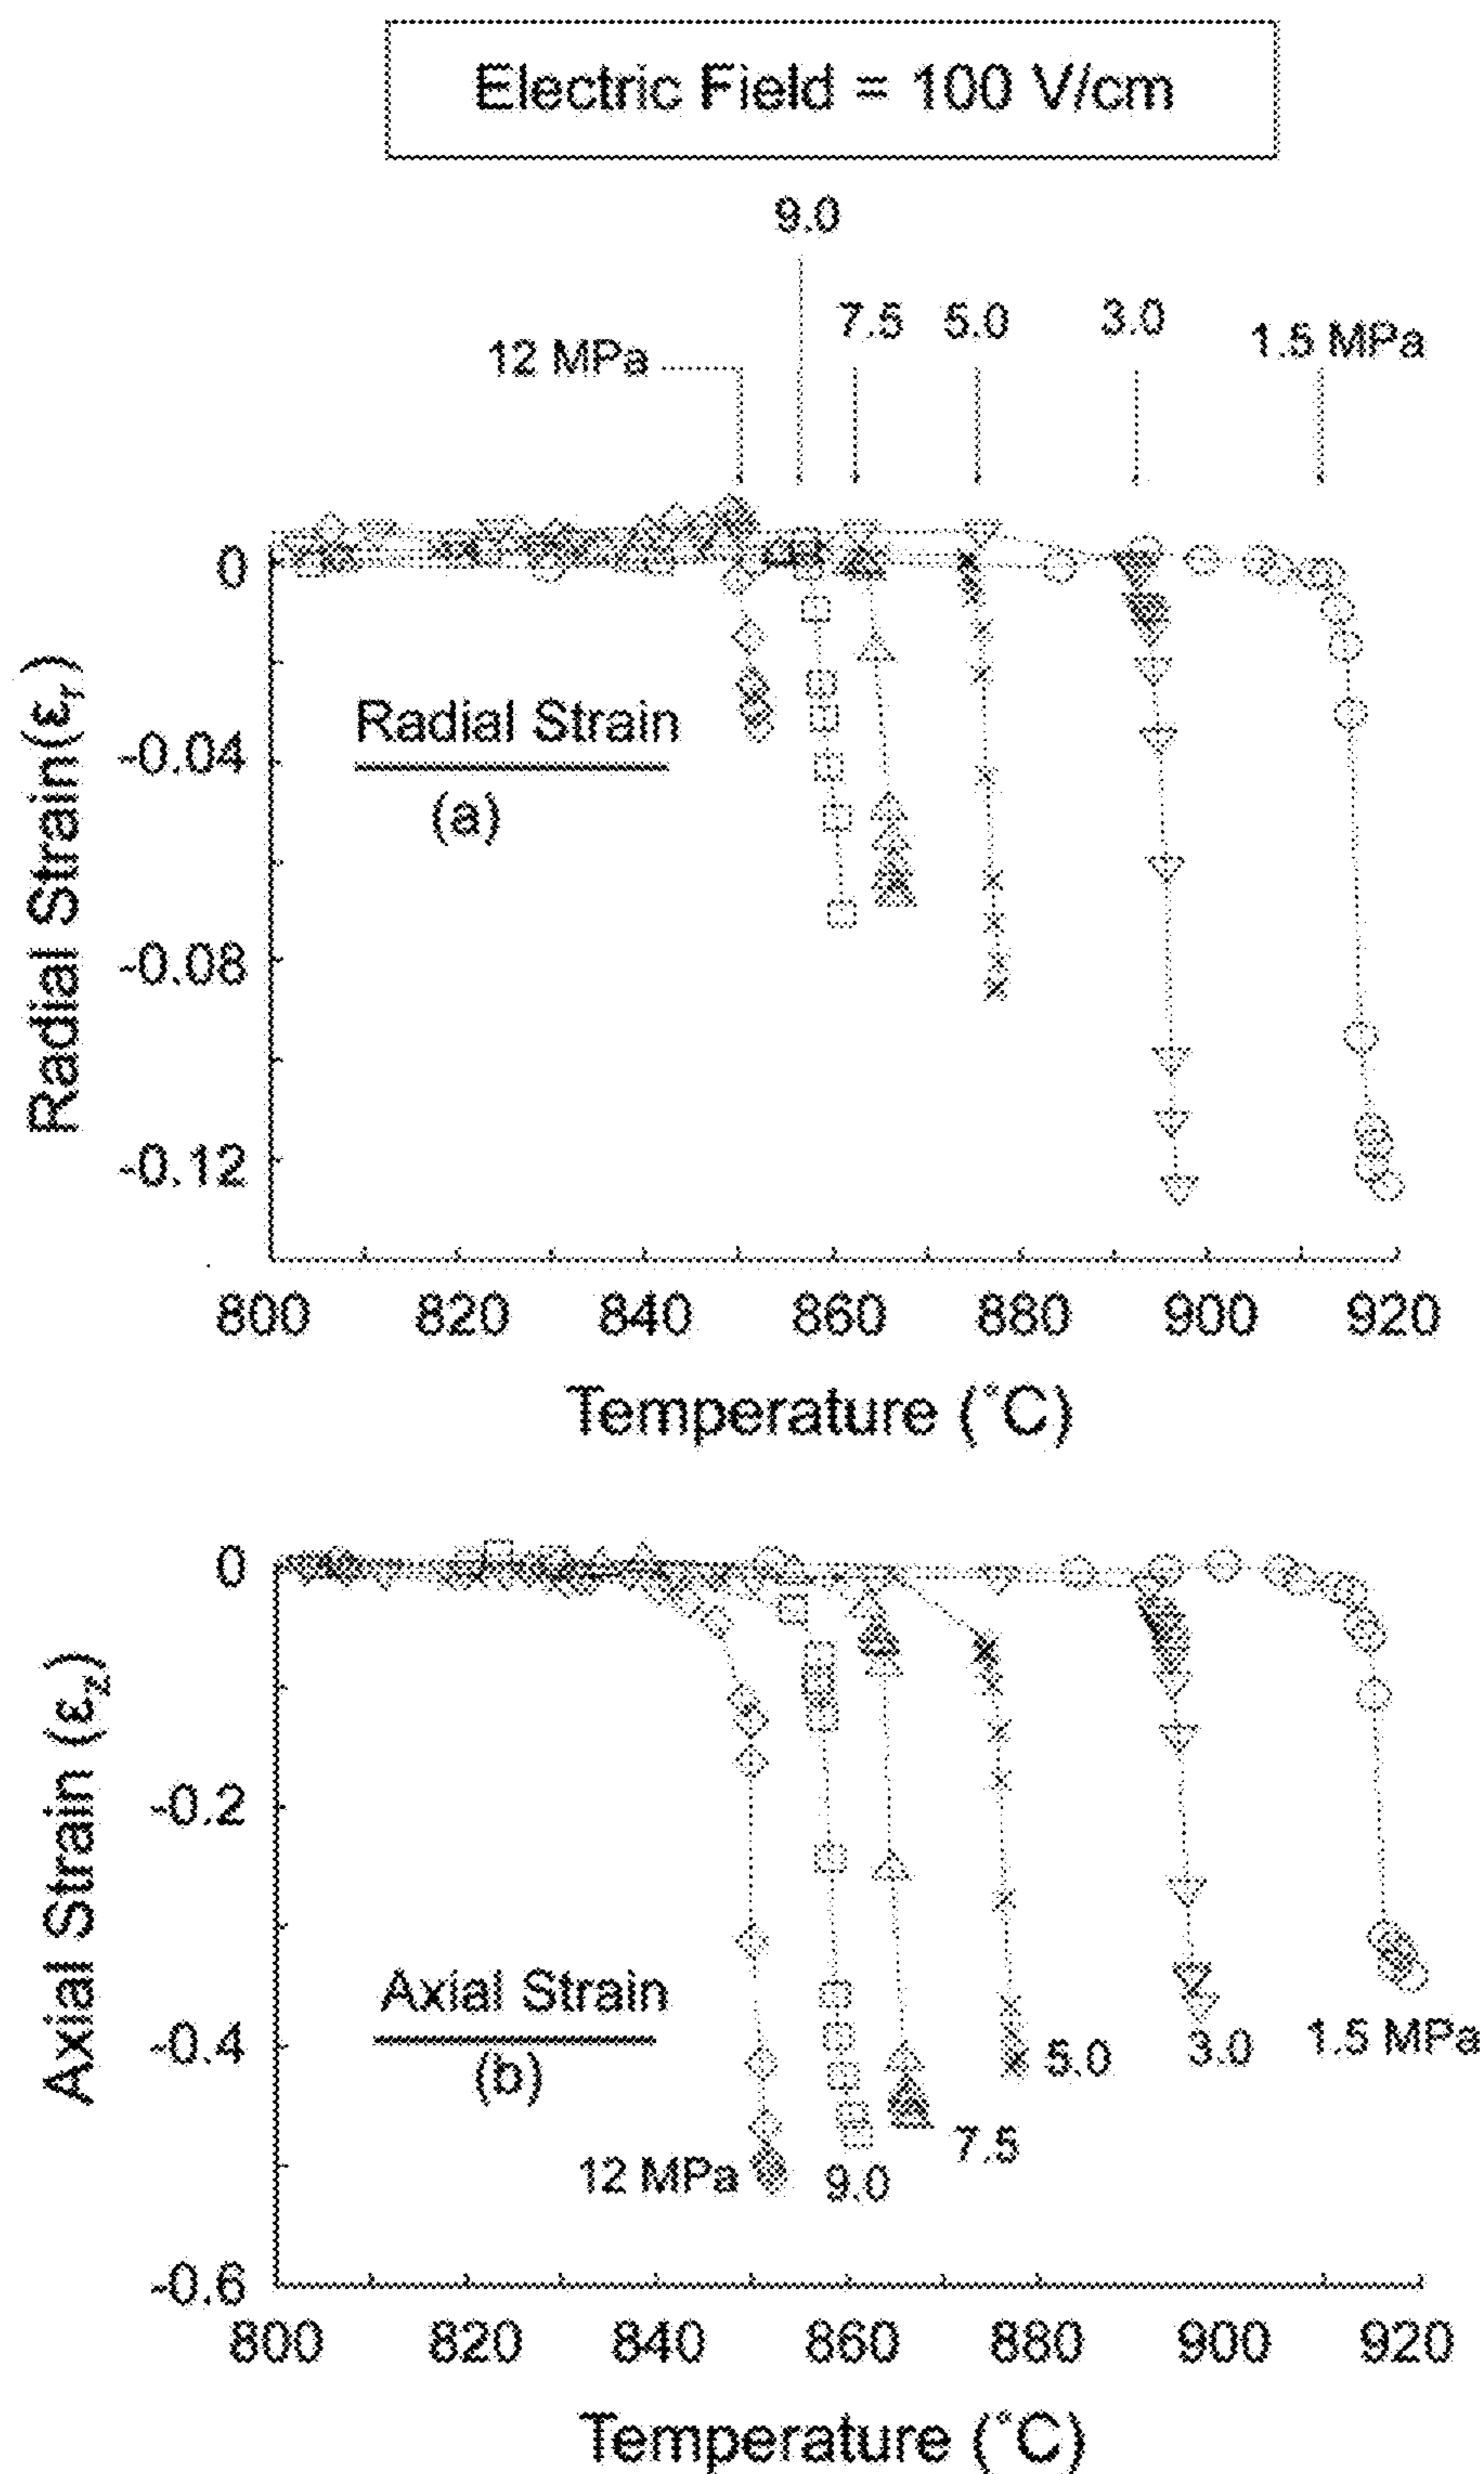 Electric Field = 100 V/cm
9.0
7.5 5.0 3.0
12 MPa 1.5 MPa
0
-0.04
-0.08
-0.12
Radial Strain(εr)
Radial Strain
(a)
800 820 840 860 880 900 920
Temperature (°C)
0
-0.2
-0.4
-0.6
Axial Strain (εz)
Axial Strain
(b)
12 MPa 9.0 7.5 5.0 3.0 1.5 MPa
800 820 840 860 880 900 920
Temperature (°C)